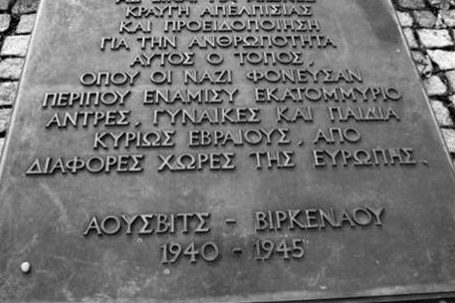 ΚΡΑΥΓΗ ΑΠΕΛΠΙΣΙΑΣ
ΚΑΙ ΠΡΟΕΙΔΟΠΟΙΗΣΗ
ΓΙΑ ΤΗΝ ΑΝΘΡΩΠΟΤΗΤΑ
ΑΥΤΟΣ Ο ΤΟΠΟΣ,
ΟΠΟΥ ΟΙ ΝΑΖΙ ΦΟΝΕΥΣΑΝ
ΠΕΡΙΠΟΥ ΕΝΑΜΙΣΥ ΕΚΑΤΟΜΜΥΡΙΟ
ΑΝΤΡΕΣ, ΓΥΝΑΙΚΕΣ ΚΑΙ ΠΑΙΔΙΑ
ΚΥΡΙΩΣ ΕΒΡΑΙΟΥΣ, ΑΠΟ
ΔΙΑΦΟΡΕΣ ΧΩΡΕΣ ΤΗΣ ΕΥΡΩΠΗΣ.
ΑΟΥΣΒΙΤΣ - ΒΙΡΚΕΝΑΟΥ
1940 - 1945